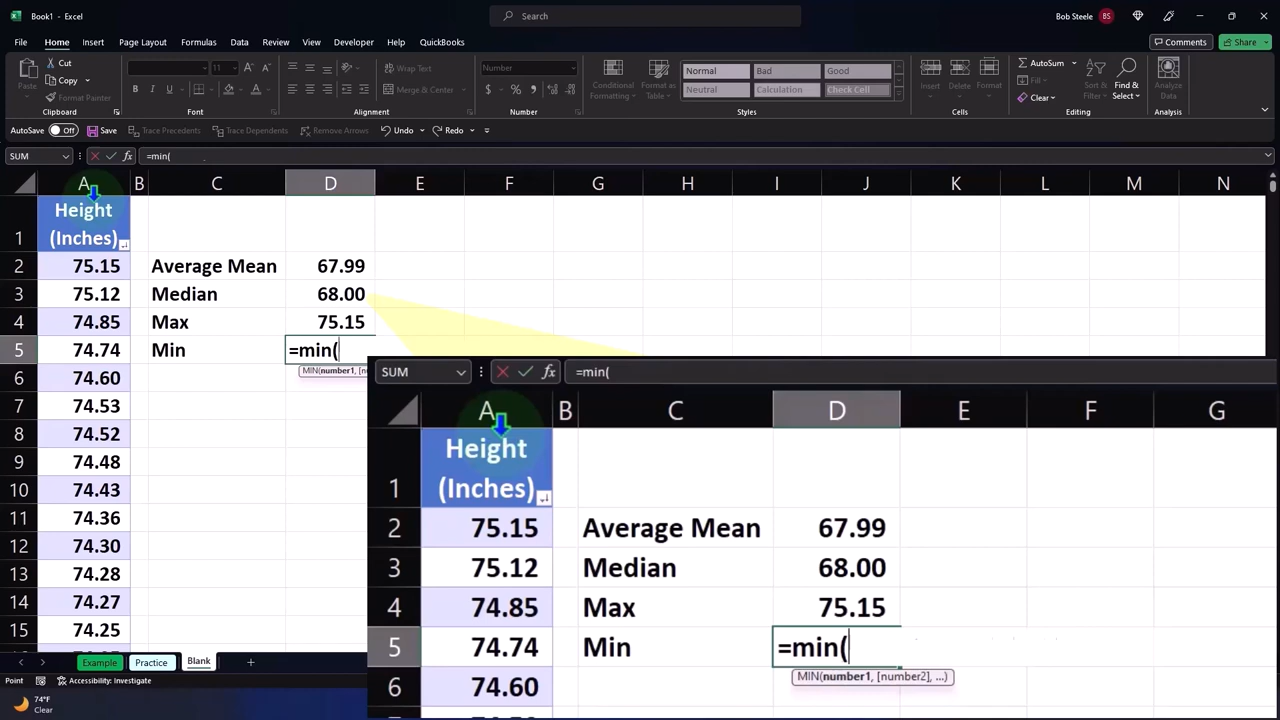 Book1 - Excel
Search
Bob Steele BS
File Home Insert Page Layout Formulas Data Review View Developer Help QuickBooks
Comments Share
Paste
Cut
Copy
Format Painter
Clipboard
11
Font
Wrap Text
Merge & Center
Alignment
Number
Number
Conditional Formatting
Format as Table
Normal Bad Good
Neutral Calculation Check Cell
Styles
Insert Delete Format
Cells
AutoSum
Clear
Sort & Filter
Find & Select
Editing
Analyze Data
Analysis
AutoSave Off Save Trace Precedents Trace Dependents Remove Arrows Undo Redo
SUM =min(
A B C D E F G H I J K L M N
1 Height
(Inches)
2 75.15 Average Mean 67.99
3 75.12 Median 68.00
4 74.85 Max 75.15
5 74.74 Min =min(
MIN(number1, [nu
6 74.60
7 74.53
8 74.52
9 74.48
10 74.43
11 74.36
12 74.30
13 74.28
14 74.27
15 74.25
Example Practice Blank
Point Accessibility: Investigate
74°F
Clear
SUM =min(
A B C D E F G
1 Height
(Inches)
2 75.15 Average Mean 67.99
3 75.12 Median 68.00
4 74.85 Max 75.15
5 74.74 Min =min(
MIN(number1, [number2], ...)
6 74.60